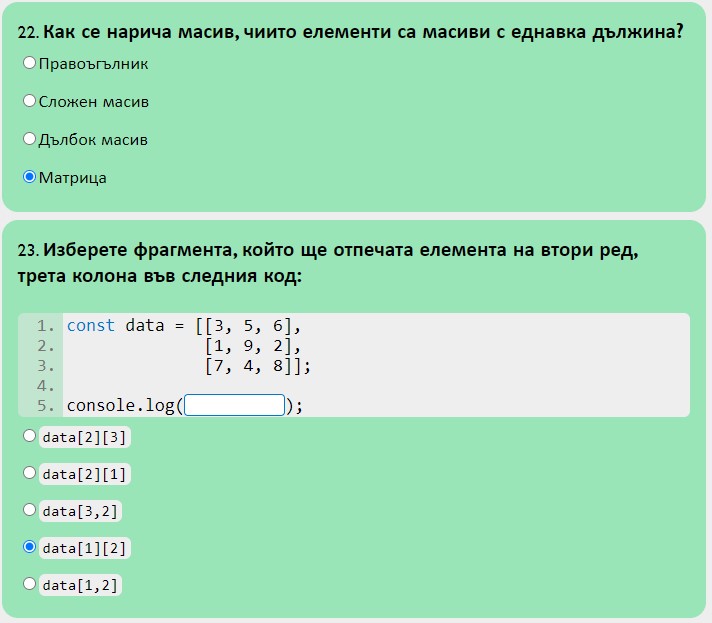 22. Как се нарича масив, чиито елементи са масиви с еднавка дължина?
Правоъгълник
Сложен масив
Дълбок масив
Матрица
23. Изберете фрагмента, който ще отпечата елемента на втори ред,
трета колона във следния код:
1. const data = [[3, 5, 6],
2. [1, 9, 2],
3. [7, 4, 8]];
4.
5. console.log( );
data[2][3]
data[2][1]
data[3,2]
data[1][2]
data[1,2]